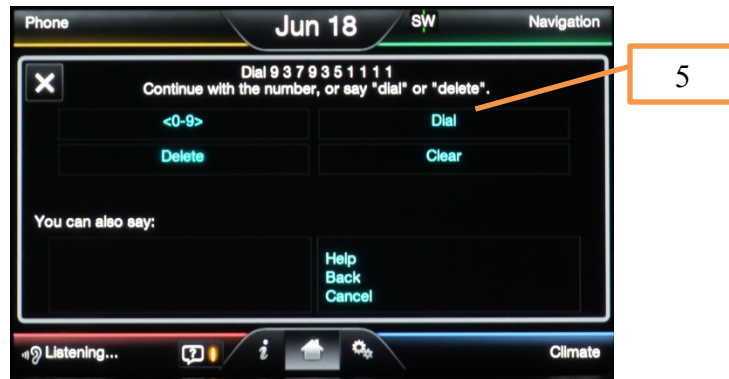 Phone
Jun 18
SW
Navigation
Dial 9 3 7 9 3 5 1 1 1 1
Continue with the number, or say "dial" or "delete".
<0-9>
Dial
Delete
Clear
You can also say:
Help
Back
Cancel
Listening...
?
i
Climate
5